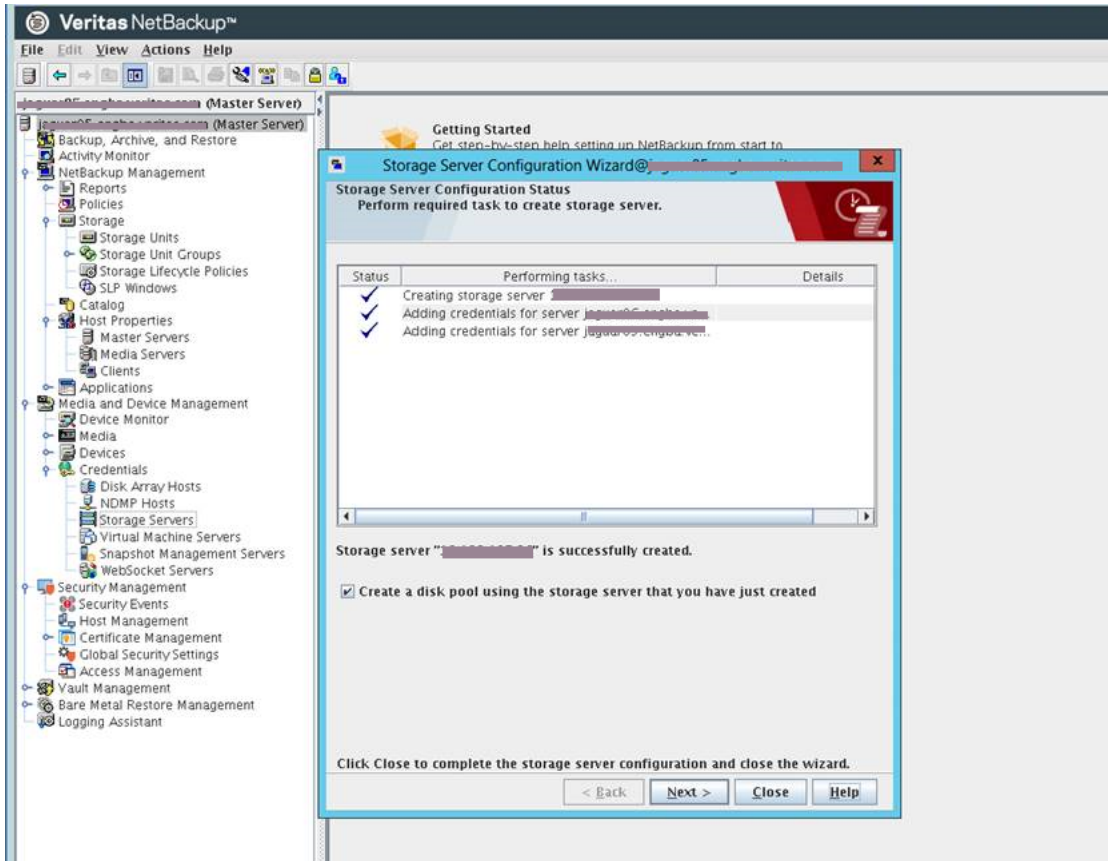 Veritas NetBackup™
File Edit View Actions Help
(Master Server)
(Master Server)
Backup, Archive, and Restore
Activity Monitor
NetBackup Management
Reports
Policies
Storage
Storage Units
Storage Unit Groups
Storage Lifecycle Policies
SLP Windows
Catalog
Host Properties
Master Servers
Media Servers
Clients
Applications
Media and Device Management
Device Monitor
Media
Devices
Credentials
Disk Array Hosts
NDMP Hosts
Storage Servers
Virtual Machine Servers
Snapshot Management Servers
WebSocket Servers
Security Management
Security Events
Host Management
Certificate Management
Global Security Settings
Access Management
Vault Management
Bare Metal Restore Management
Logging Assistant
Getting Started
Get step-by-step help setting up NetBackup from start to
Storage Server Configuration Wizard@
Storage Server Configuration Status
Perform required task to create storage server.
Status Performing tasks... Details
Creating storage server
Adding credentials for server
Adding credentials for server
Storage server "" is successfully created.
Create a disk pool using the storage server that you have just created
Click Close to complete the storage server configuration and close the wizard.
< Back Next > Close Help